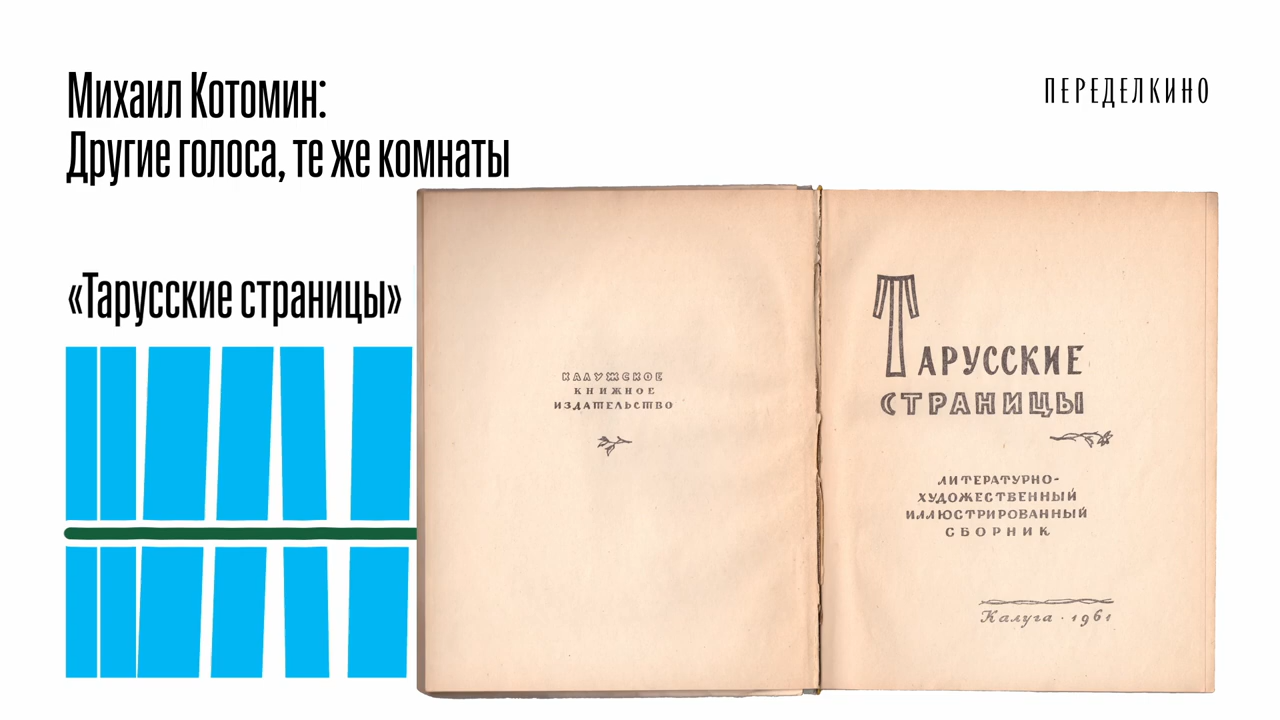 Михаил Котомин:
Другие голоса, те же комнаты
ПЕРЕДЕЛКИНО
«Тарусские страницы»
КАЛУЖСКОЕ
КНИЖНОЕ
ИЗДАТЕЛЬСТВО
ТАРУССКИЕ
СТРАНИЦЫ
ЛИТЕРАТУРНО-
ХУДОЖЕСТВЕННЫЙ
ИЛЛЮСТРИРОВАННЫЙ
СБОРНИК
Калуга · 1961